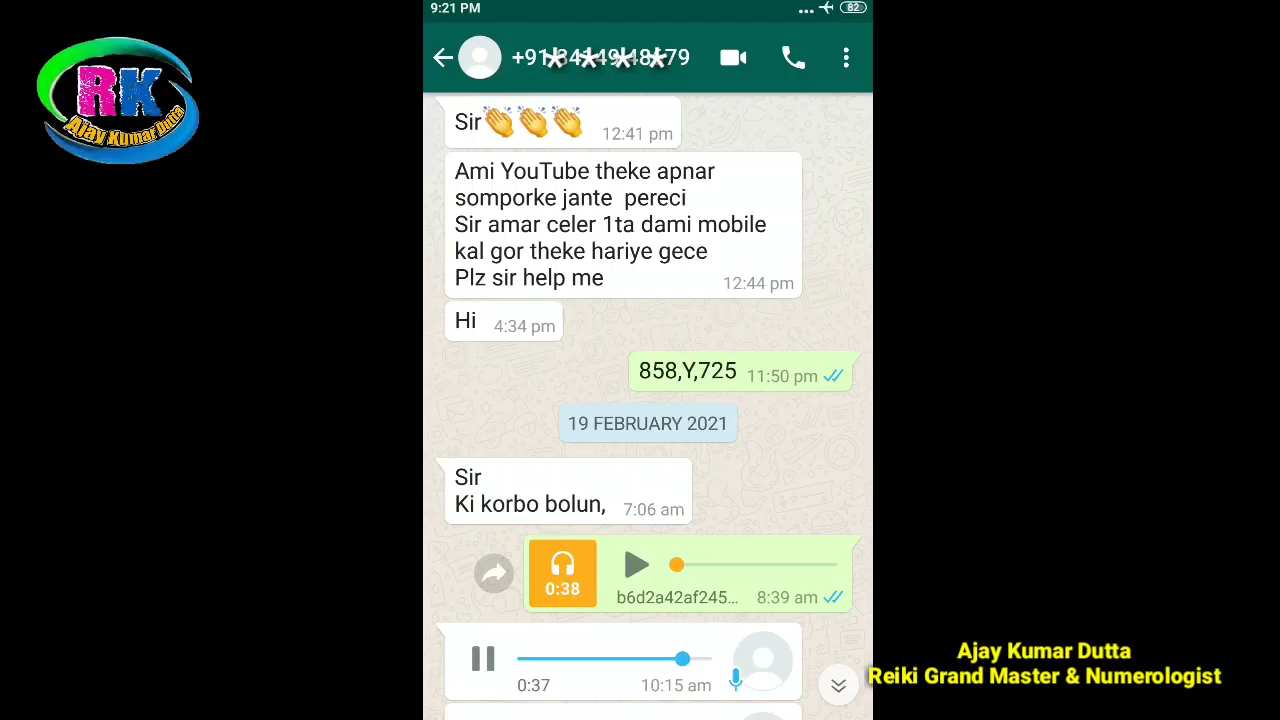 9:21 PM
82
RK
Ajay Kumar Dutta
Sir👏👏👏 12:41 pm
Ami YouTube theke apnar
somporke jante pereci
Sir amar celer 1ta dami mobile
kal gor theke hariye gece
Plz sir help me 12:44 pm
Hi 4:34 pm
858,Y,725 11:50 pm
19 FEBRUARY 2021
Sir
Ki korbo bolun, 7:06 am
0:38
b6d2a42af245... 8:39 am
0:37 10:15 am
Ajay Kumar Dutta
Reiki Grand Master & Numerologist